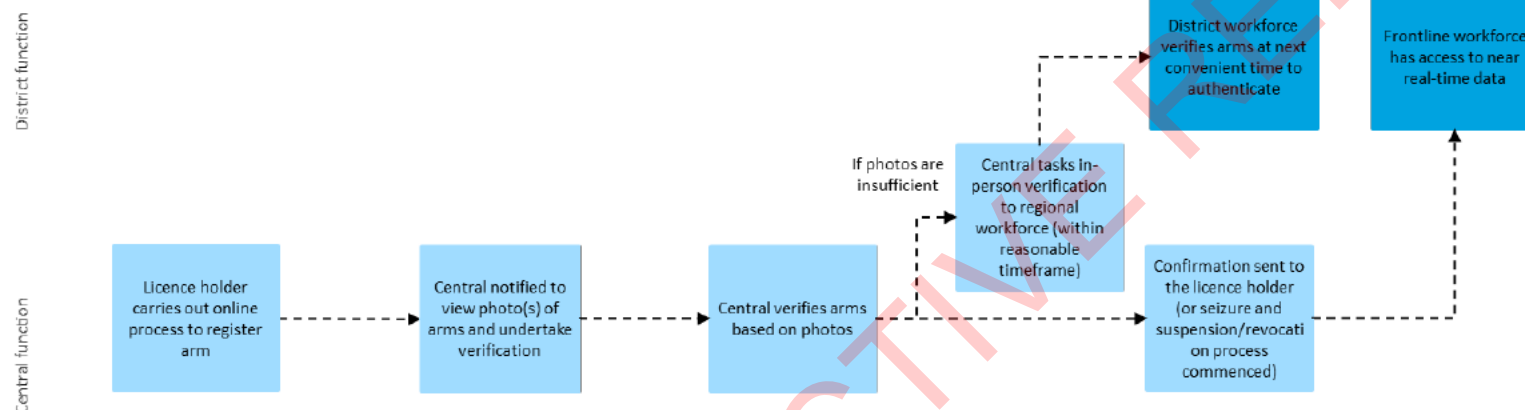 District function
District workforce
verifies arms at next
convenient time to
authenticate
Frontline workforce
has access to near
real-time data
If photos are
insufficient
Central tasks in-
person verification
to regional
workforce (within
reasonable
timeframe)
Central function
Licence holder
carries out online
process to register
arm
Central notified to
view photo(s) of
arms and undertake
verification
Central verifies arms
based on photos
Confirmation sent to
the licence holder
(or seizure and
suspension/revocati
on process
commenced)
CTIVE RE